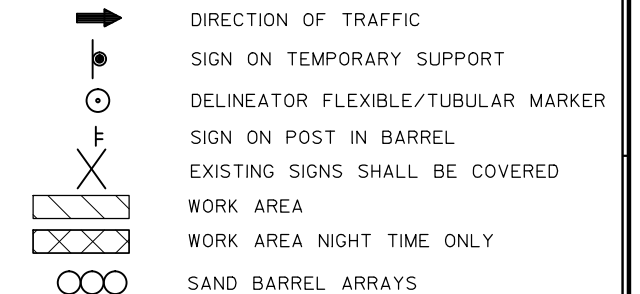 DIRECTION OF TRAFFIC
SIGN ON TEMPORARY SUPPORT
DELINEATOR FLEXIBLE/TUBULAR MARKER
SIGN ON POST IN BARREL
EXISTING SIGNS SHALL BE COVERED
WORK AREA
WORK AREA NIGHT TIME ONLY
SAND BARREL ARRAYS